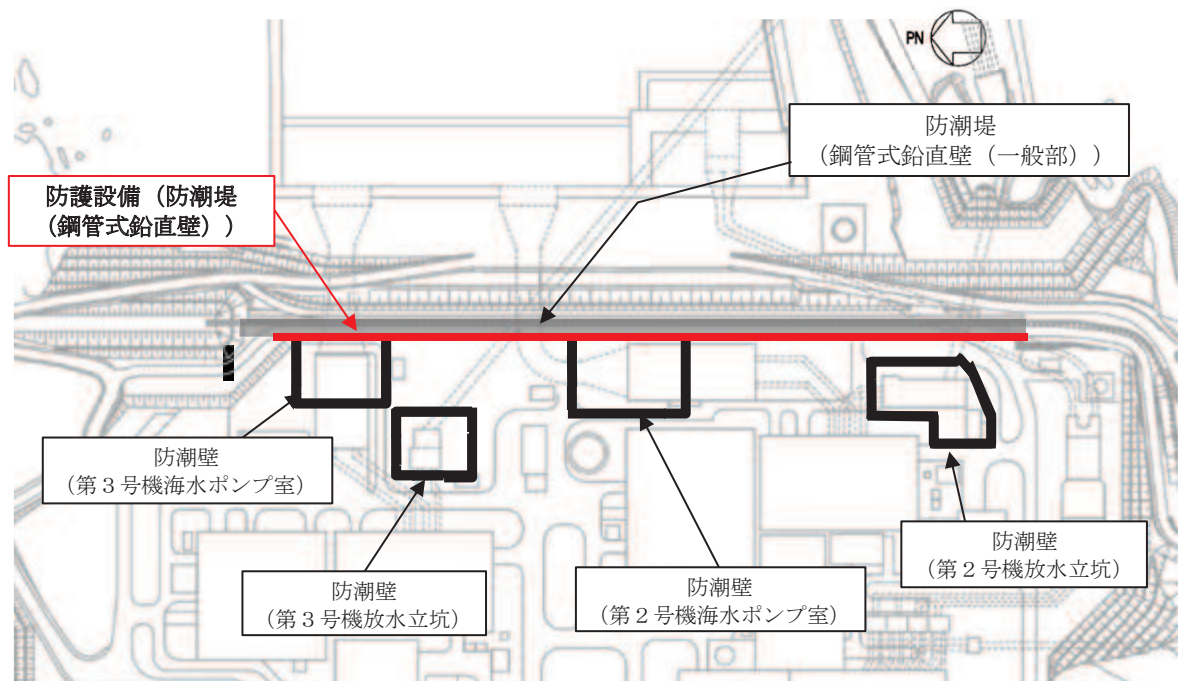 PN
防潮堤
（鋼管式鉛直壁（一般部））
防護設備（防潮堤
（鋼管式鉛直壁））
防潮壁
（第３号機海水ポンプ室）
防潮壁
（第３号機放水立坑）
防潮壁
（第２号機海水ポンプ室）
防潮壁
（第２号機放水立坑）